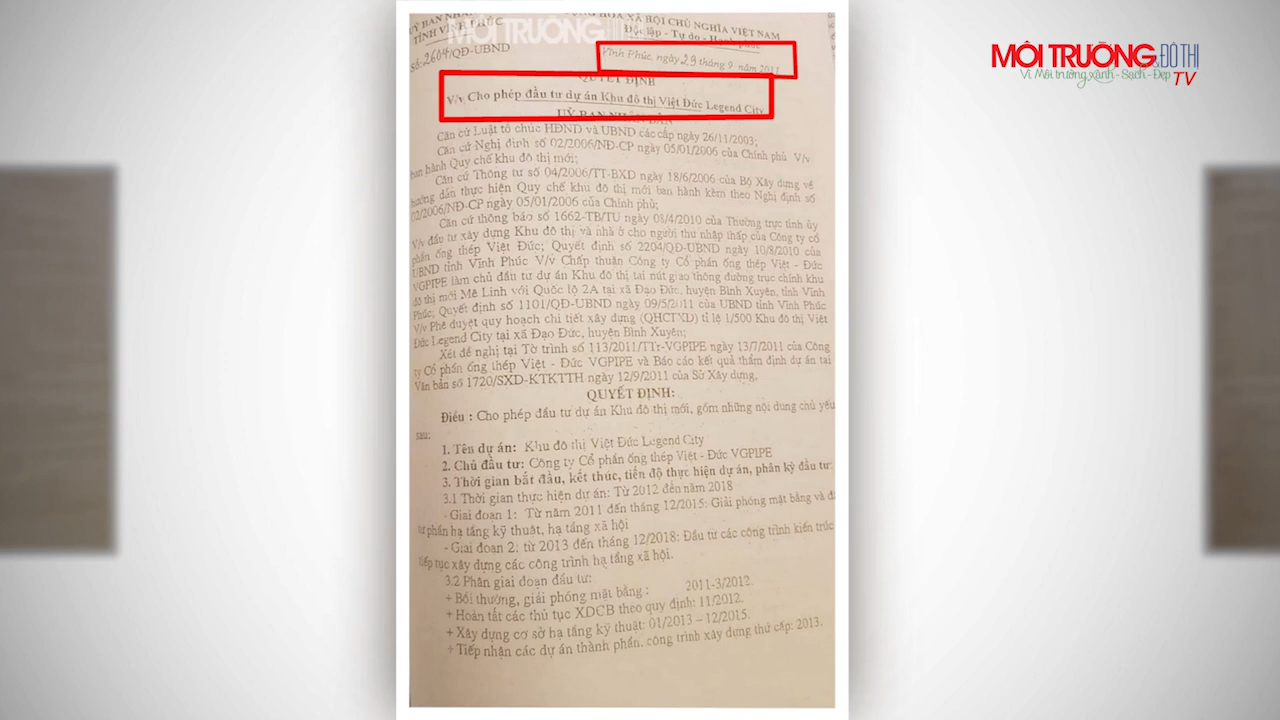 MÔI TRƯỜNG & ĐÔ THỊ
Vì Môi trường xanh - Sạch - Đẹp TV
MÔI TRƯỜNG
UỶ BAN NHÂN CỘNG HOÀ XÃ HỘI CHỦ NGHĨA VIỆT NAM
TỈNH VĨNH PHÚC Độc lập - Tự do - Hạnh phúc
Số: 2604/QĐ-UBND
Vĩnh Phúc, ngày 29 tháng 9 năm 2011
QUYẾT ĐỊNH
V/v Cho phép đầu tư dự án Khu đô thị Việt Đức Legend City
UỶ BAN NHÂN DÂN
Căn cứ Luật tổ chức HĐND và UBND các cấp ngày 26/11/2003;
Căn cứ Nghị định số 02/2006/NĐ-CP ngày 05/01/2006 của Chính phủ V/v
ban hành Quy chế khu đô thị mới;
Căn cứ Thông tư số 04/2006/TT-BXD ngày 18/6/2006 của Bộ Xây dựng về
hướng dẫn thực hiện Quy chế khu đô thị mới ban hành kèm theo Nghị định số
02/2006/NĐ-CP ngày 05/01/2006 của Chính phủ;
Căn cứ thông báo số 1662-TB/TU ngày 08/4/2010 của Thường trực tỉnh ủy
V/v đầu tư xây dựng Khu đô thị và nhà ở cho người thu nhập thấp của Công ty cổ
phần ống thép Việt Đức; Quyết định số 2204/QĐ-UBND ngày 10/8/2010 của
UBND tỉnh Vĩnh Phúc V/v Chấp thuận Công ty Cổ phần ống thép Việt - Đức
VGPIPE làm chủ đầu tư dự án Khu đô thị tại nút giao thông đường trục chính khu
đô thị mới Mê Linh với Quốc lộ 2A tại xã Đạo Đức, huyện Bình Xuyên, tỉnh Vĩnh
Phúc; Quyết định số 1101/QĐ-UBND ngày 09/5/2011 của UBND tỉnh Vĩnh Phúc
V/v Phê duyệt quy hoạch chi tiết xây dựng (QHCTXD) tỉ lệ 1/500 Khu đô thị Việt
Đức Legend City tại xã Đạo Đức, huyện Bình Xuyên;
Xét đề nghị tại Tờ trình số 113/2011/TTr-VGPIPE ngày 13/7/2011 của Công
ty Cổ phần ống thép Việt - Đức VGPIPE và Báo cáo kết quả thẩm định dự án tại
Văn bản số 1720/SXD-KTKTTH ngày 12/9/2011 của Sở Xây dựng,
QUYẾT ĐỊNH:
Điều : Cho phép đầu tư dự án Khu đô thị mới, gồm những nội dung chủ yếu
sau:
1. Tên dự án: Khu đô thị Việt Đức Legend City
2. Chủ đầu tư: Công ty Cổ phần ống thép Việt - Đức VGPIPE
3. Thời gian bắt đầu, kết thúc, tiến độ thực hiện dự án, phân kỳ đầu tư:
3.1 Thời gian thực hiện dự án: Từ 2012 đến năm 2018
- Giai đoạn 1: Từ năm 2011 đến tháng 12/2015: Giải phóng mặt bằng và đầ
tư phần hạ tầng kỹ thuật, hạ tầng xã hội
- Giai đoạn 2: từ 2013 đến tháng 12/2018: Đầu tư các công trình kiến trúc
tiếp tục xây dựng các công trình hạ tầng xã hội.
3.2 Phân giai đoạn đầu tư:
+ Bồi thường, giải phóng mặt bằng : 2011-3/2012.
+ Hoàn tất các thủ tục XDCB theo quy định: 11/2012.
+ Xây dựng cơ sở hạ tầng kỹ thuật: 01/2013 – 12/2015.
+ Tiếp nhận các dự án thành phần, công trình xây dựng thứ cấp: 2013.